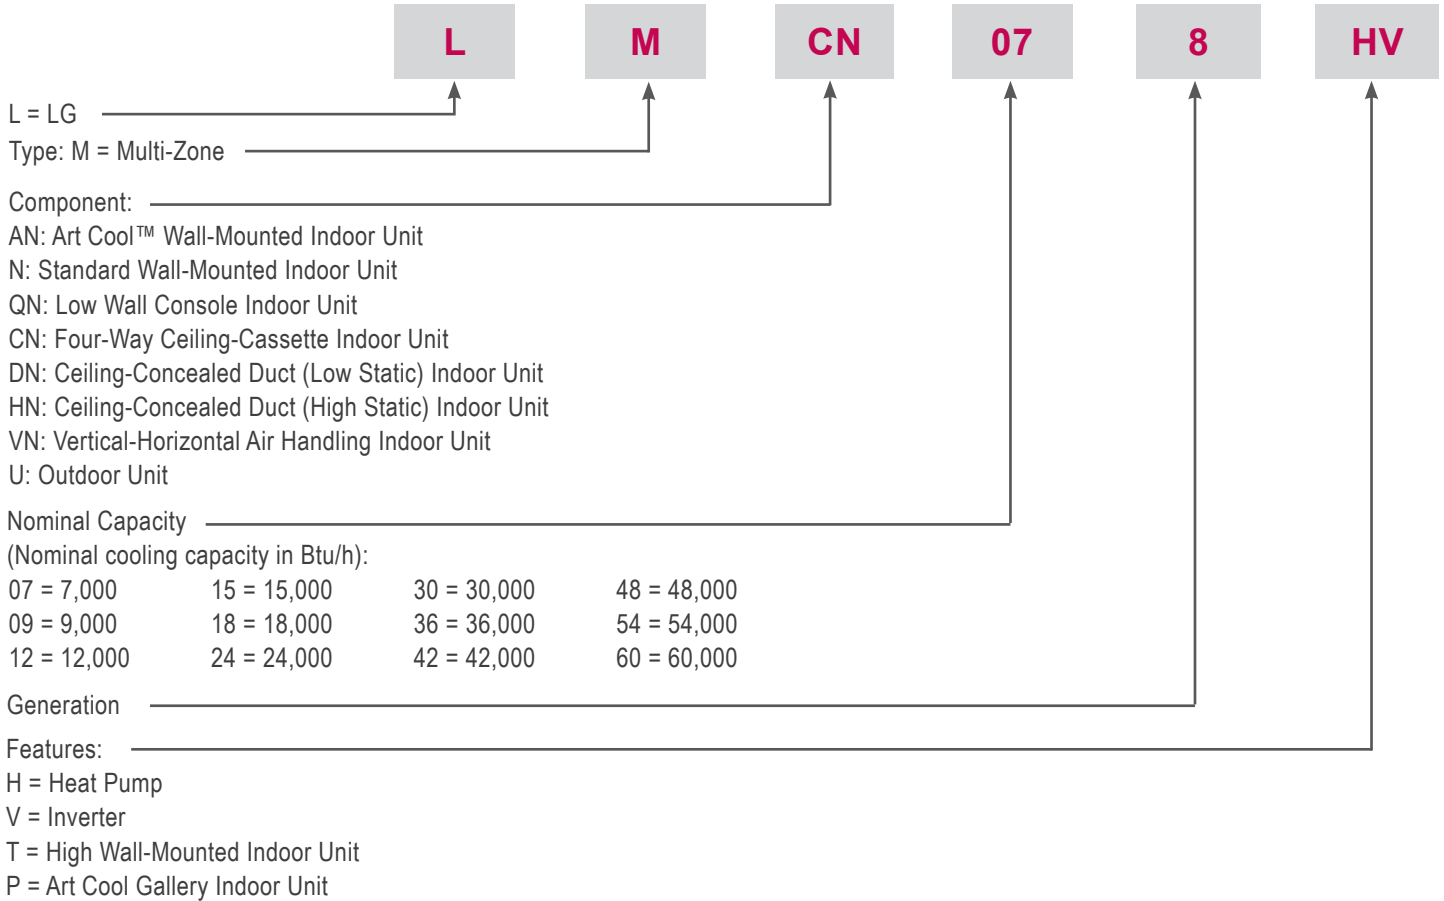 L M CN 07 8 HV
L = LG
Type: M = Multi-Zone
Component:
AN: Art Cool™ Wall-Mounted Indoor Unit
N: Standard Wall-Mounted Indoor Unit
QN: Low Wall Console Indoor Unit
CN: Four-Way Ceiling-Cassette Indoor Unit
DN: Ceiling-Concealed Duct (Low Static) Indoor Unit
HN: Ceiling-Concealed Duct (High Static) Indoor Unit
VN: Vertical-Horizontal Air Handling Indoor Unit
U: Outdoor Unit
Nominal Capacity
(Nominal cooling capacity in Btu/h):
07 = 7,000 15 = 15,000 30 = 30,000 48 = 48,000
09 = 9,000 18 = 18,000 36 = 36,000 54 = 54,000
12 = 12,000 24 = 24,000 42 = 42,000 60 = 60,000
Generation
Features:
H = Heat Pump
V = Inverter
T = High Wall-Mounted Indoor Unit
P = Art Cool Gallery Indoor Unit